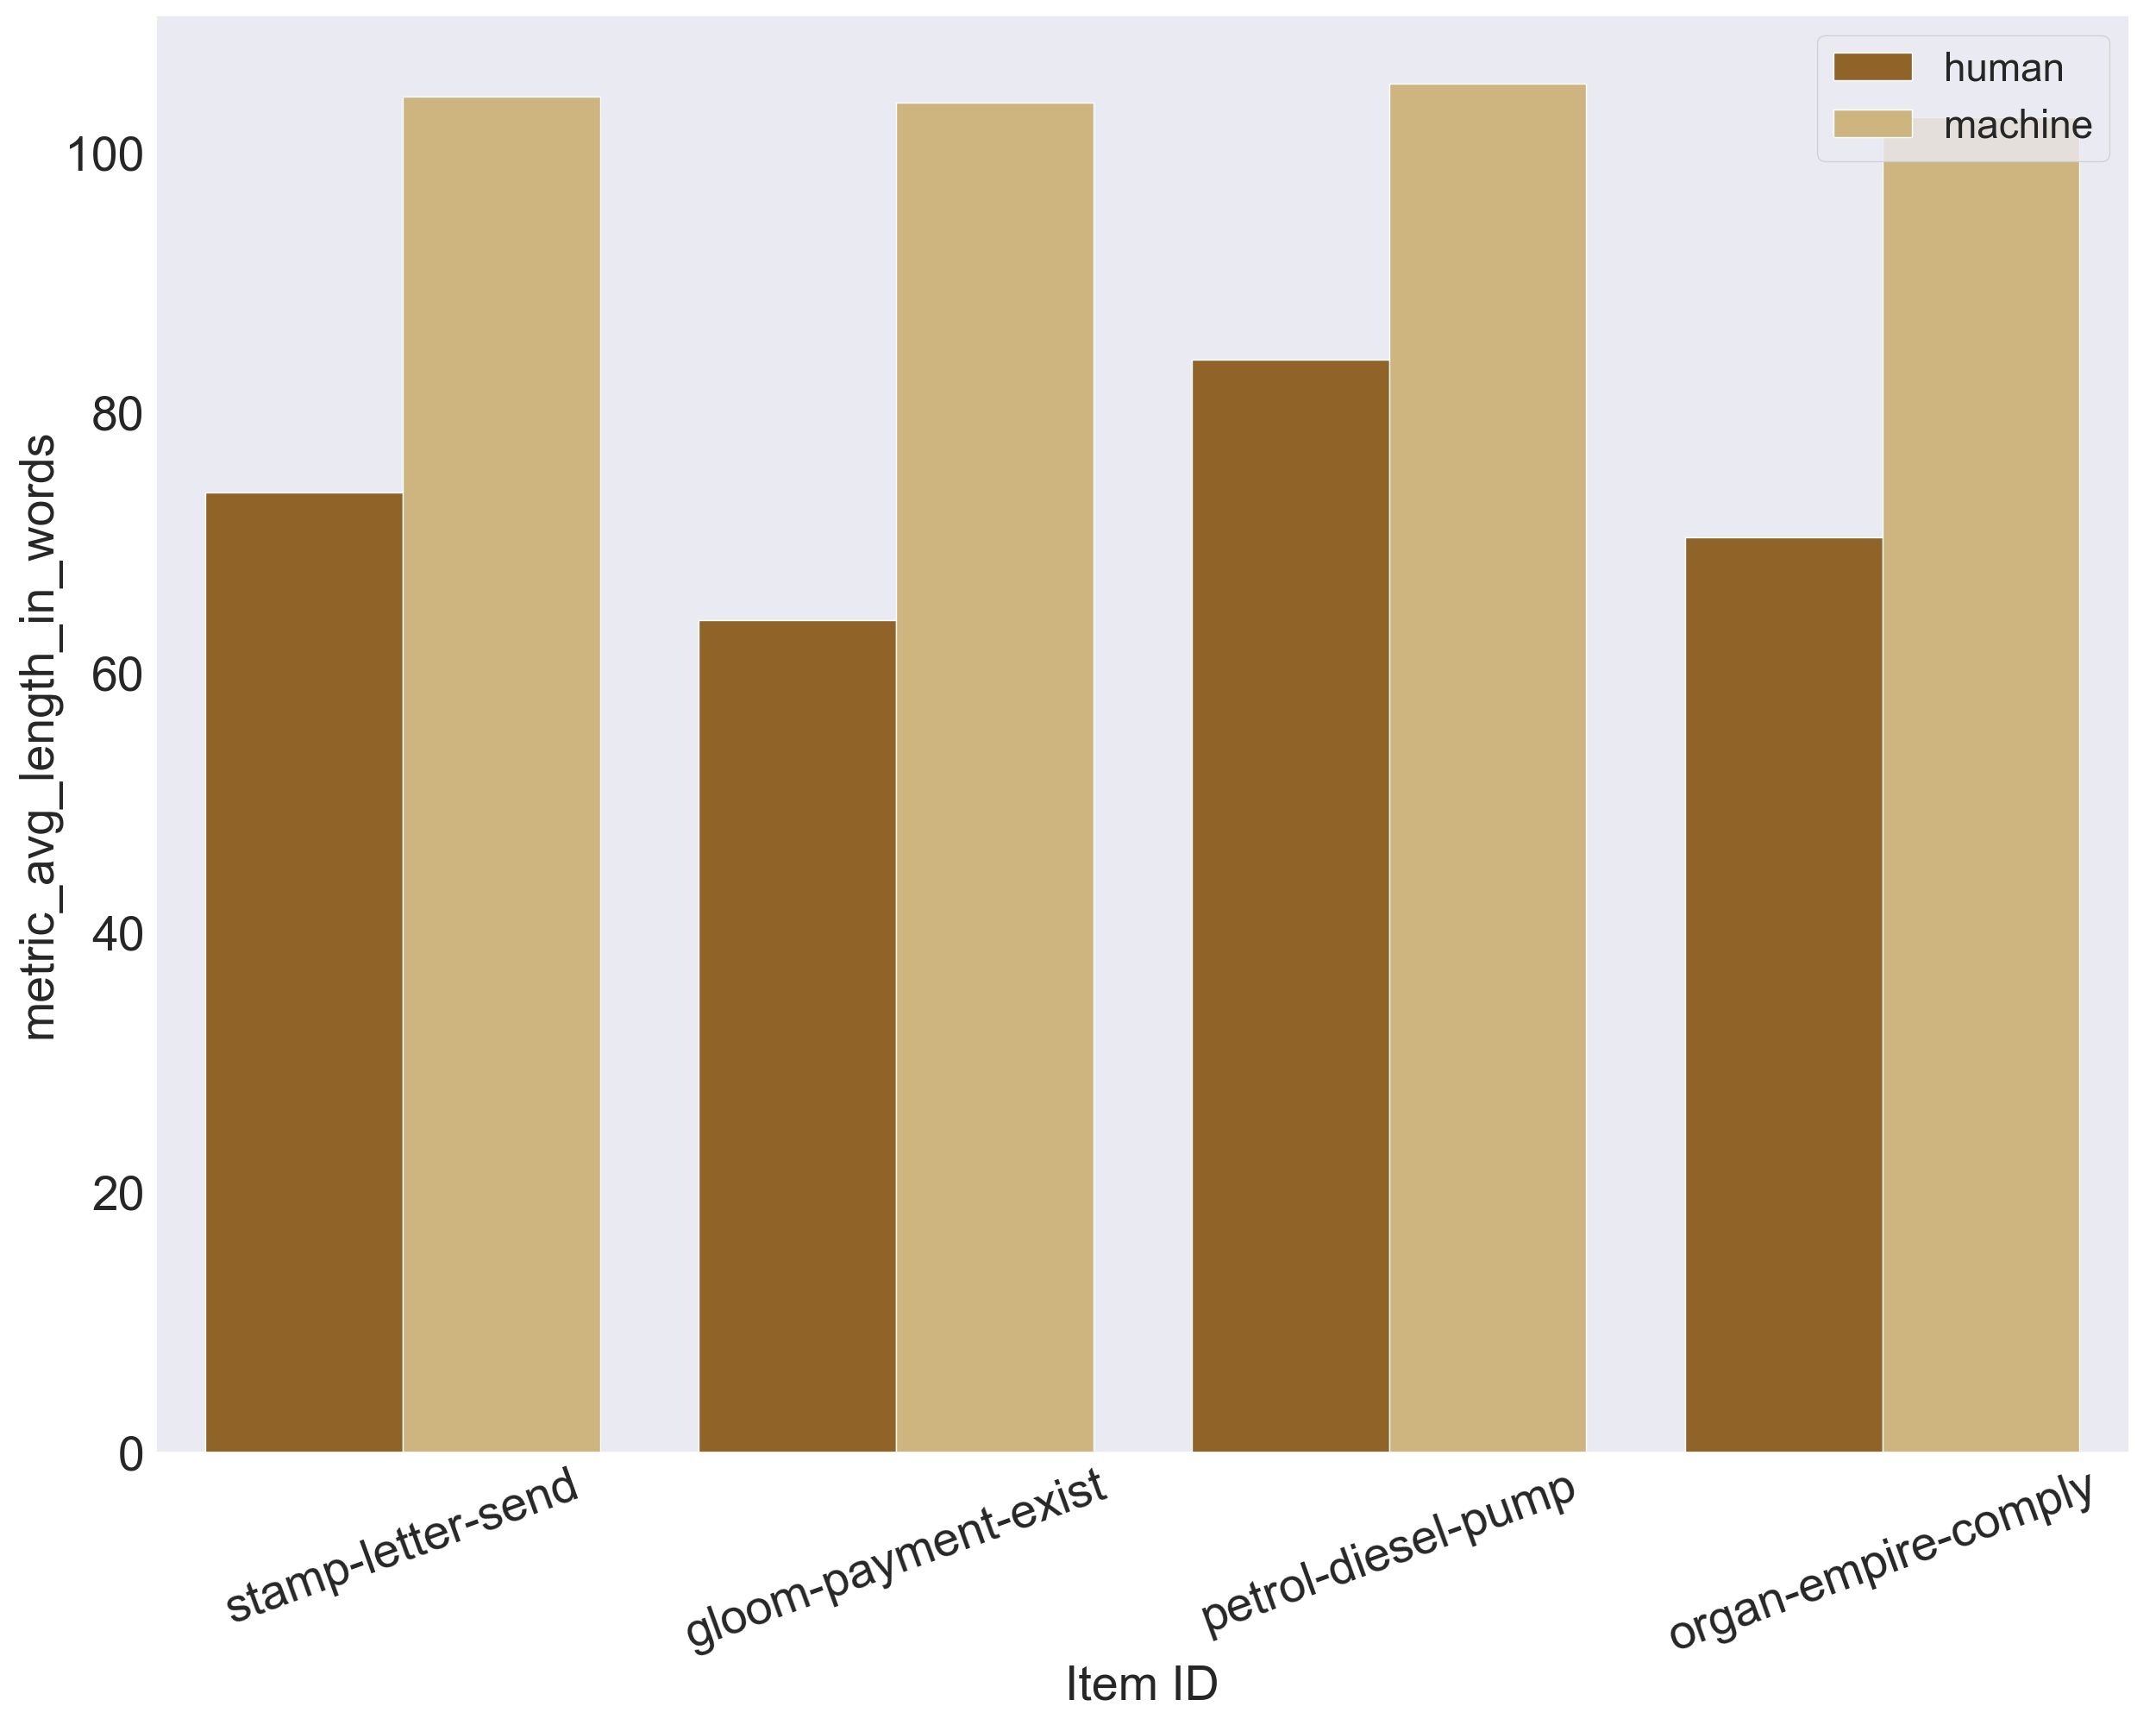 human
machine
100
80
60
40
20
0
metric_avg_length_in_words
stamp-letter-send
gloom-payment-exist
petrol-diesel-pump
organ-empire-comply
Item ID